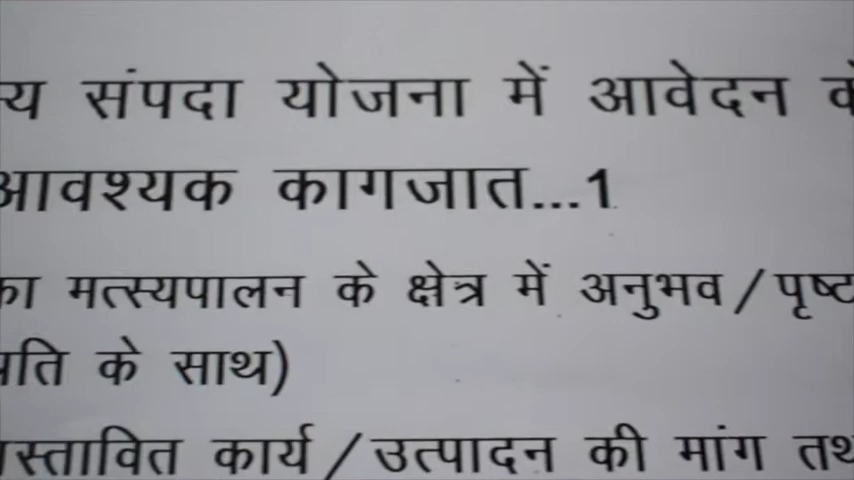 संपदा योजना में आवेदन
आवश्यक कागजात...1
मत्स्यपालन के क्षेत्र में अनुभव/
के साथ)
कार्य/उत्पादन की मांग